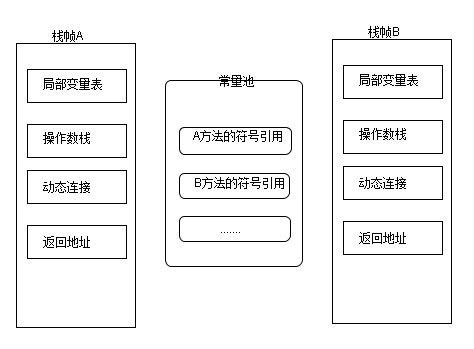 栈帧A
局部变量表
操作数栈
动态连接
返回地址
常量池
A方法的符号引用
B方法的符号引用
.......
栈帧B
局部变量表
操作数栈
动态连接
返回地址